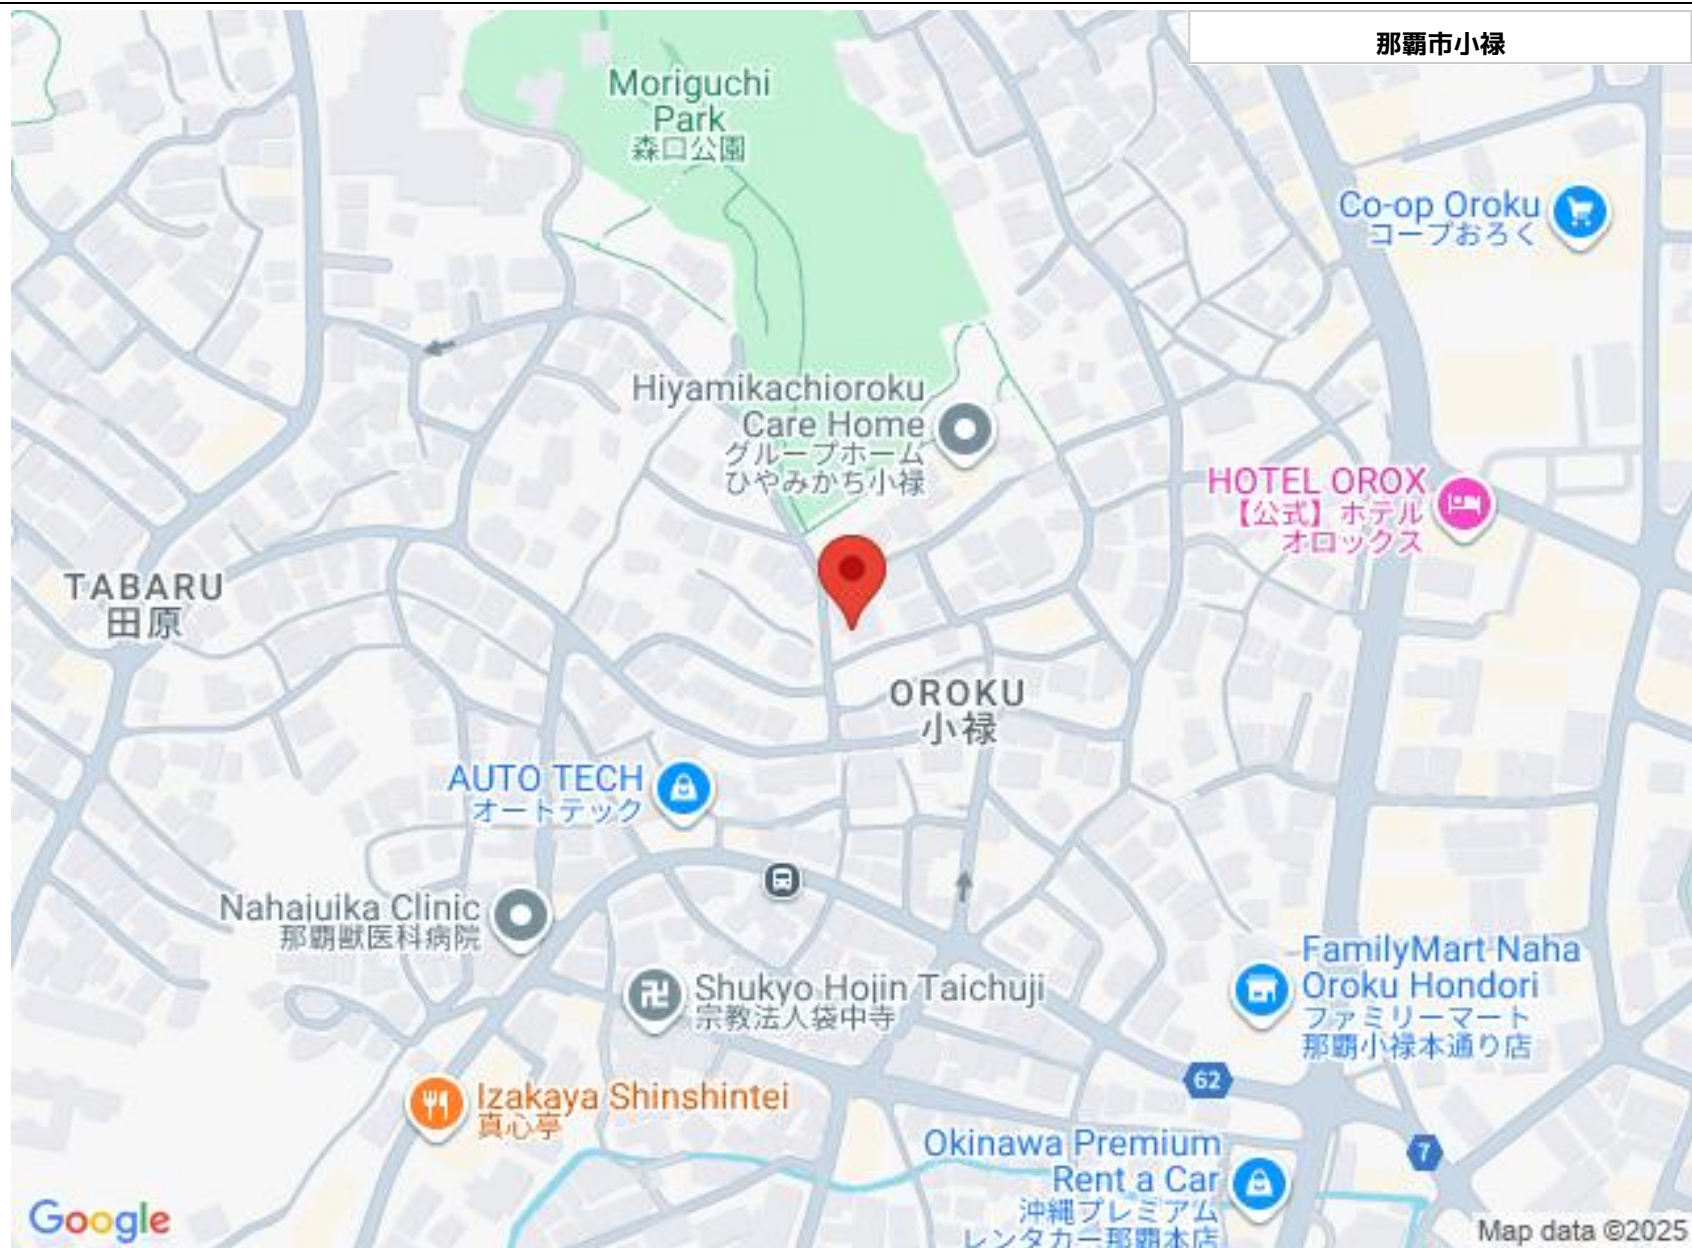 那覇市小禄
Moriguchi
Park
森口公園
Co-op Oroku
コープおろく
Hiyamikachioroku
Care Home
グループホーム
ひやみかち小禄
HOTEL OROX
【公式】ホテル
オロックス
TABARU
田原
OROKU
小禄
AUTO TECH
オートテック
Nahajuika Clinic
那覇獣医科病院
Shukyo Hojin Taichuji
宗教法人袋中寺
FamilyMart Naha
Oroku Hondori
ファミリーマート
那覇小禄本通り店
62
Izakaya Shinshintei
真心亭
Okinawa Premium
Rent a Car
沖縄プレミアム
レンタカー那覇本店
7
Google
Map data ©2025